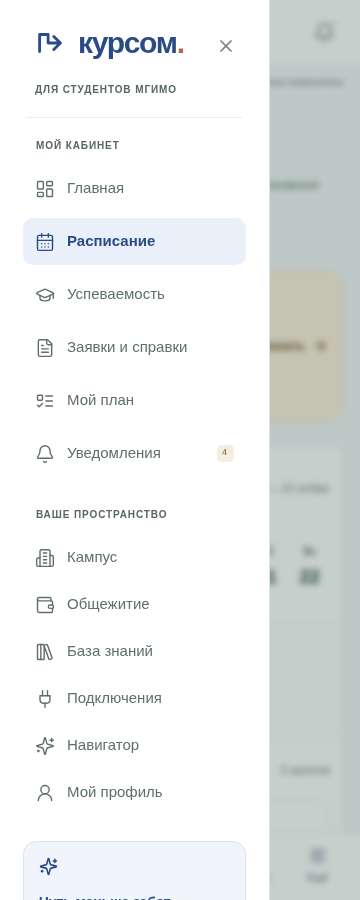 курсом.
ДЛЯ СТУДЕНТОВ МГИМО
МОЙ КАБИНЕТ
Главная
Расписание
Успеваемость
Заявки и справки
Мой план
Уведомления 4
ВАШЕ ПРОСТРАНСТВО
Кампус
Общежитие
База знаний
Подключения
Навигатор
Мой профиль
22